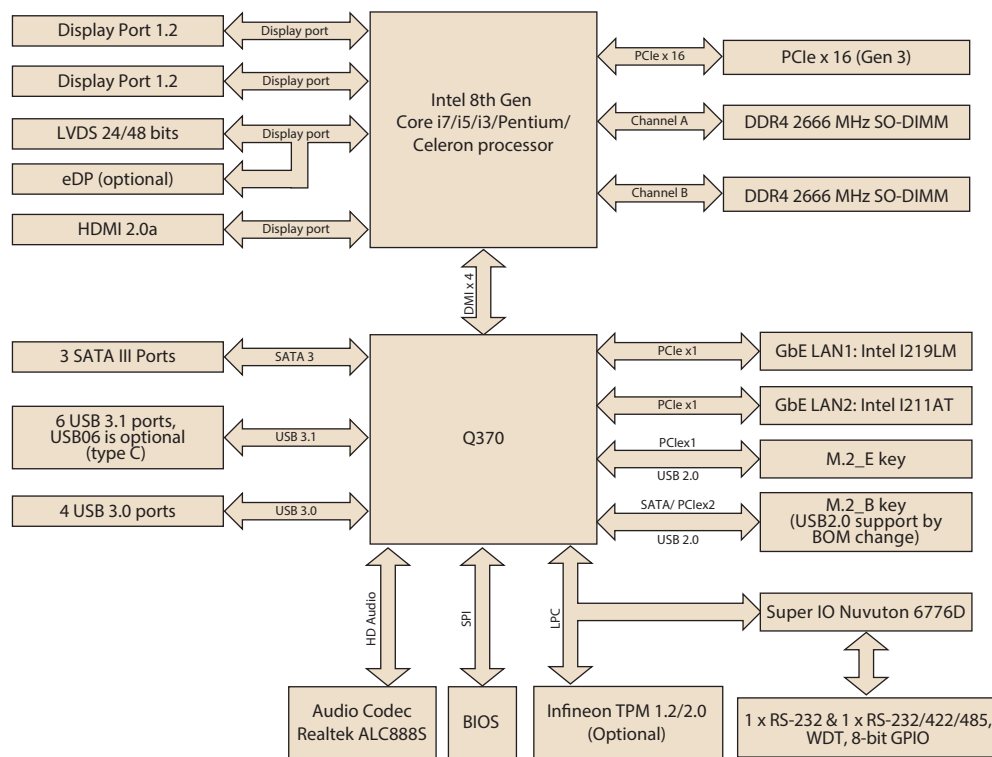 Display Port 1.2
Display port
Display Port 1.2
Display port
LVDS 24/48 bits
Display port
eDP (optional)
HDMI 2.0a
Display port
Intel 8th Gen
Core i7/i5/i3/Pentium/
Celeron processor
PCIe x 16
PCIe x 16 (Gen 3)
Channel A
DDR4 2666 MHz SO-DIMM
Channel B
DDR4 2666 MHz SO-DIMM
DMI x 4
3 SATA III Ports
SATA 3
6 USB 3.1 ports,
USB06 is optional
(type C)
USB 3.1
4 USB 3.0 ports
USB 3.0
Q370
PCIe x1
GbE LAN1: Intel I219LM
PCIe x1
GbE LAN2: Intel I211AT
PCIex1
USB 2.0
M.2_E key
SATA/ PCIex2
USB 2.0
M.2_B key
(USB2.0 support by
BOM change)
HD Audio
SPI
LPC
Super IO Nuvuton 6776D
Audio Codec
Realtek ALC888S
BIOS
Infineon TPM 1.2/2.0
(Optional)
1 x RS-232 & 1 x RS-232/422/485,
WDT, 8-bit GPIO